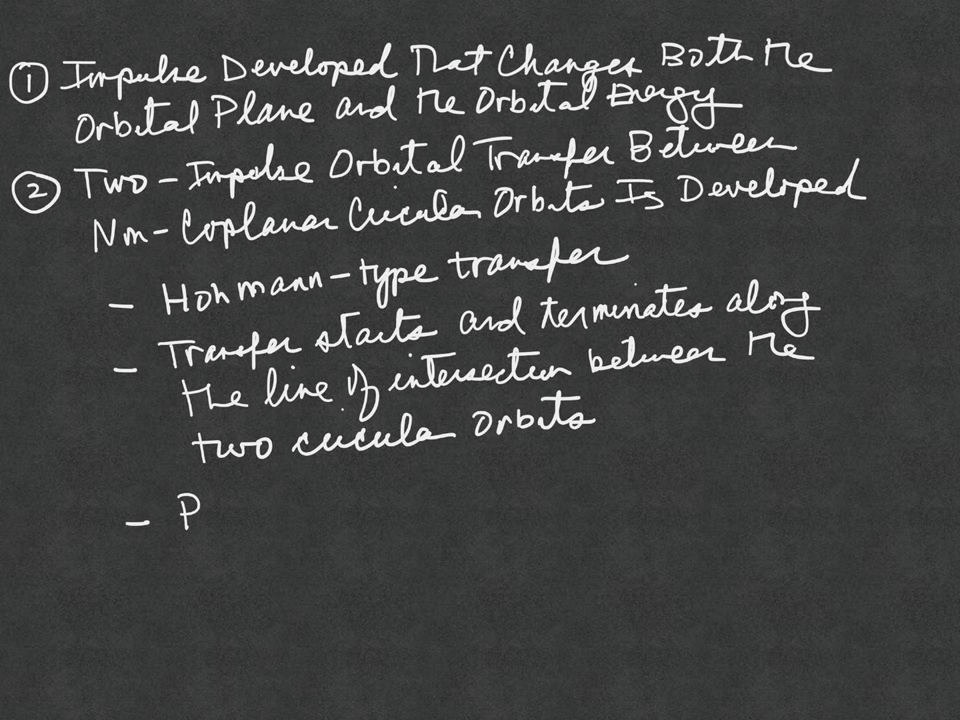 ① Impulse Developed That Changes Both the
Orbital Plane and the Orbital Energy
② Two-Impulse Orbital Transfer Between
Non-Coplanar Circular Orbits Is Developed
- Hohmann-type transfer
- Transfer starts and terminates along
the line of intersection between the
two circular orbits
- P